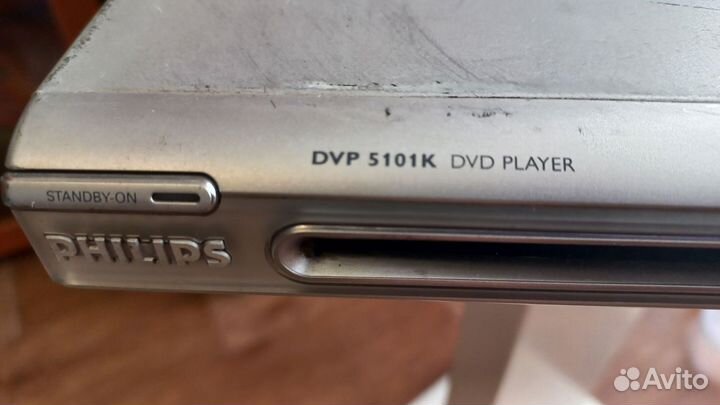 DVP 5101K DVD PLAYER
STANDBY-ON
PHILIPS
Avito